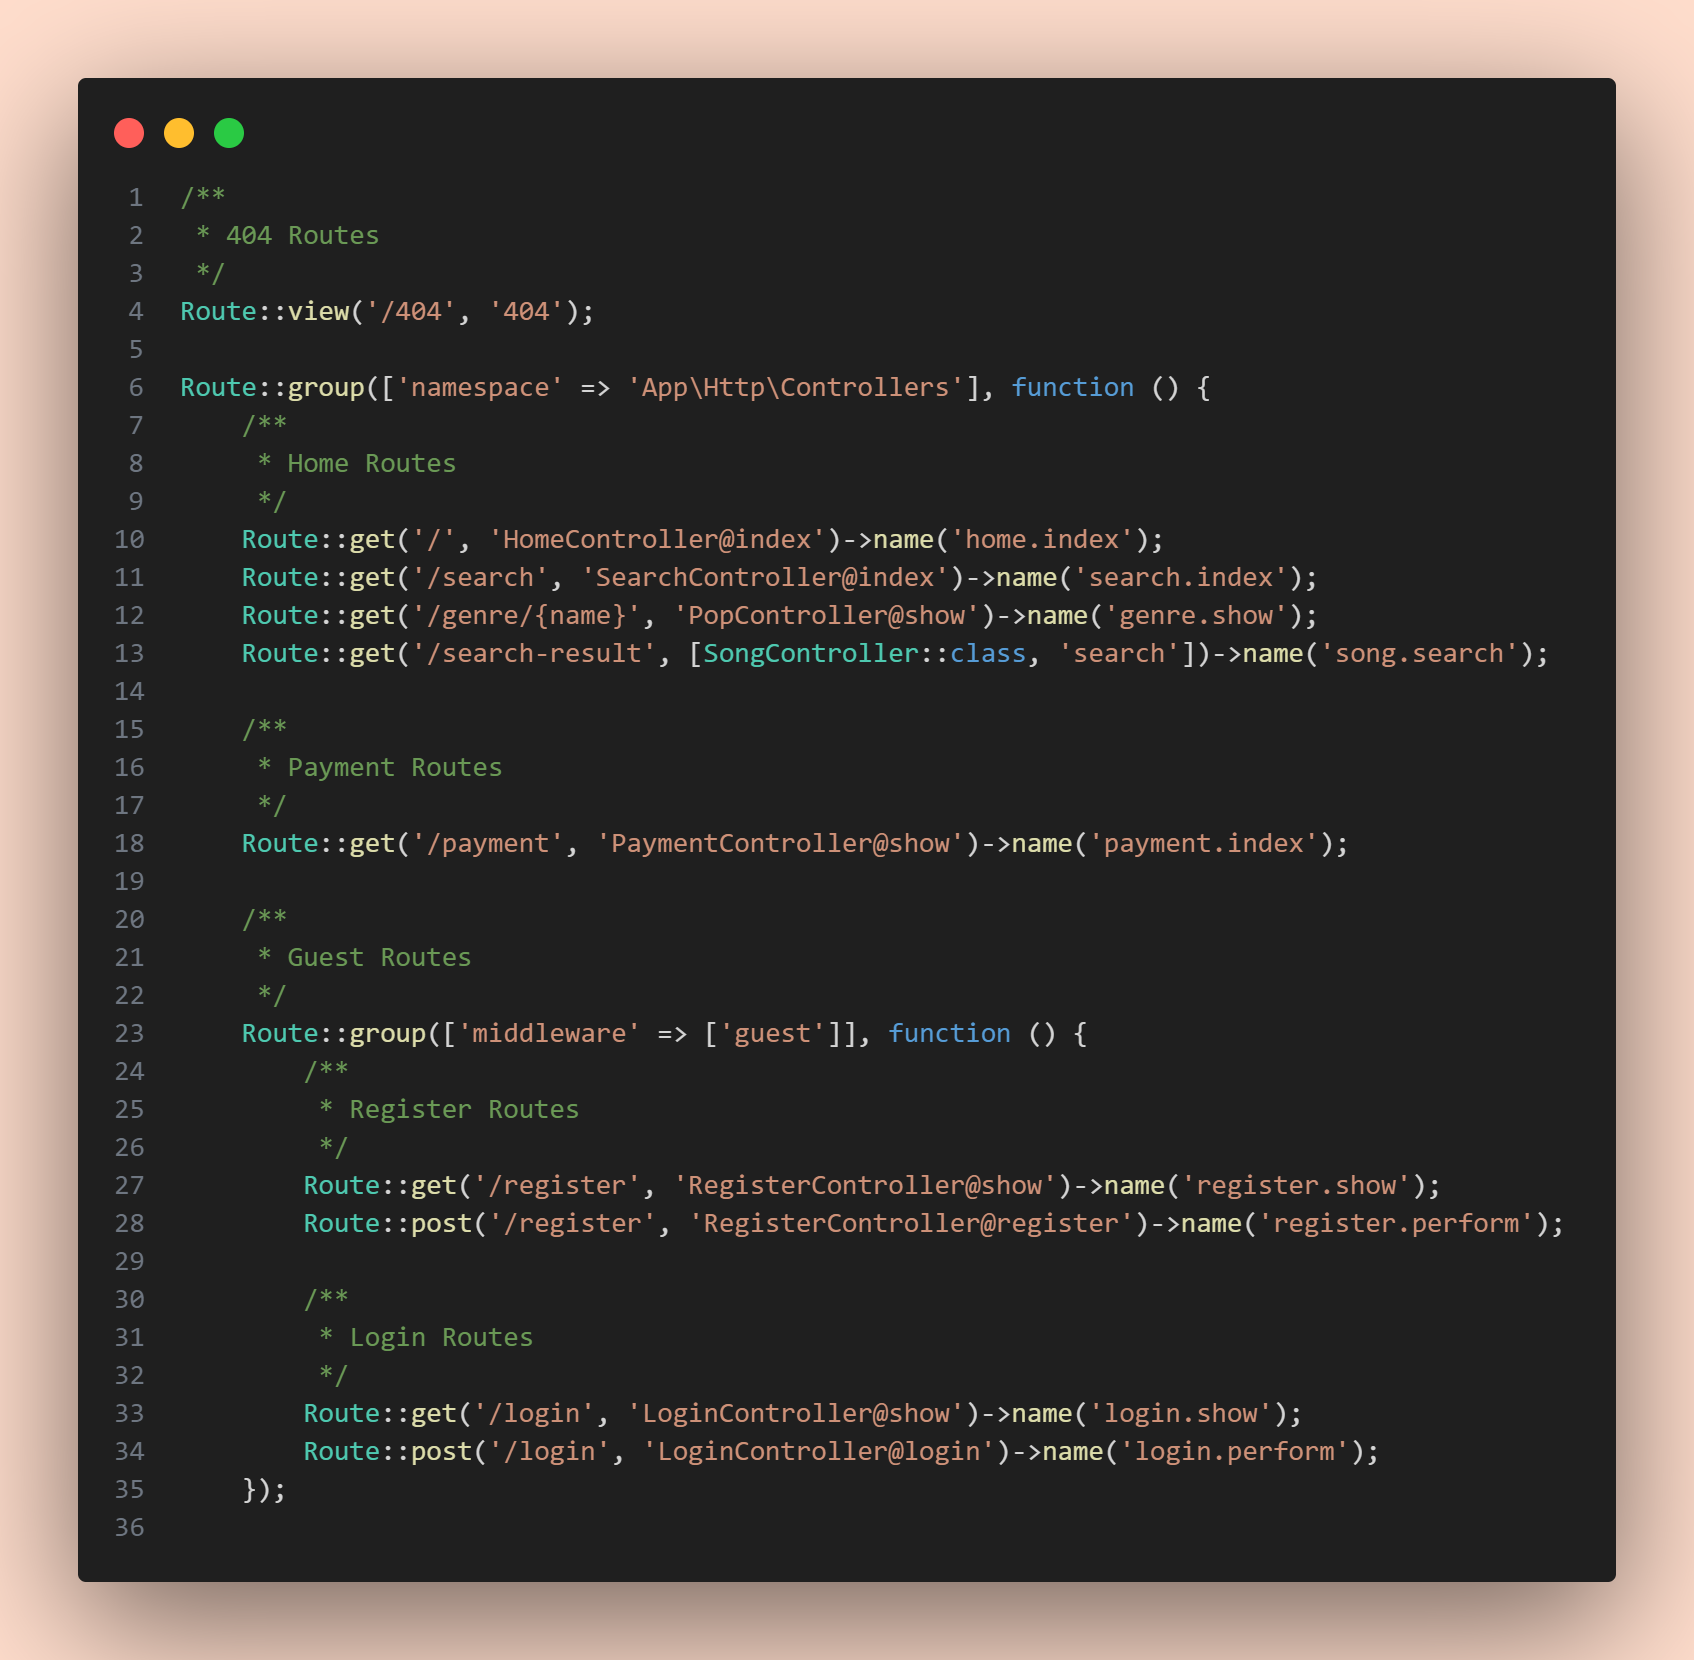 1 /**
2  * 404 Routes
3  */
4 Route::view('/404', '404');
5
6 Route::group(['namespace' => 'App\Http\Controllers'], function () {
7     /**
8      * Home Routes
9      */
10     Route::get('/', 'HomeController@index')->name('home.index');
11     Route::get('/search', 'SearchController@index')->name('search.index');
12     Route::get('/genre/{name}', 'PopController@show')->name('genre.show');
13     Route::get('/search-result', [SongController::class, 'search'])->name('song.search');
14
15     /**
16      * Payment Routes
17      */
18     Route::get('/payment', 'PaymentController@show')->name('payment.index');
19
20     /**
21      * Guest Routes
22      */
23     Route::group(['middleware' => ['guest']], function () {
24         /**
25          * Register Routes
26          */
27         Route::get('/register', 'RegisterController@show')->name('register.show');
28         Route::post('/register', 'RegisterController@register')->name('register.perform');
29
30         /**
31          * Login Routes
32          */
33         Route::get('/login', 'LoginController@show')->name('login.show');
34         Route::post('/login', 'LoginController@login')->name('login.perform');
35     });
36